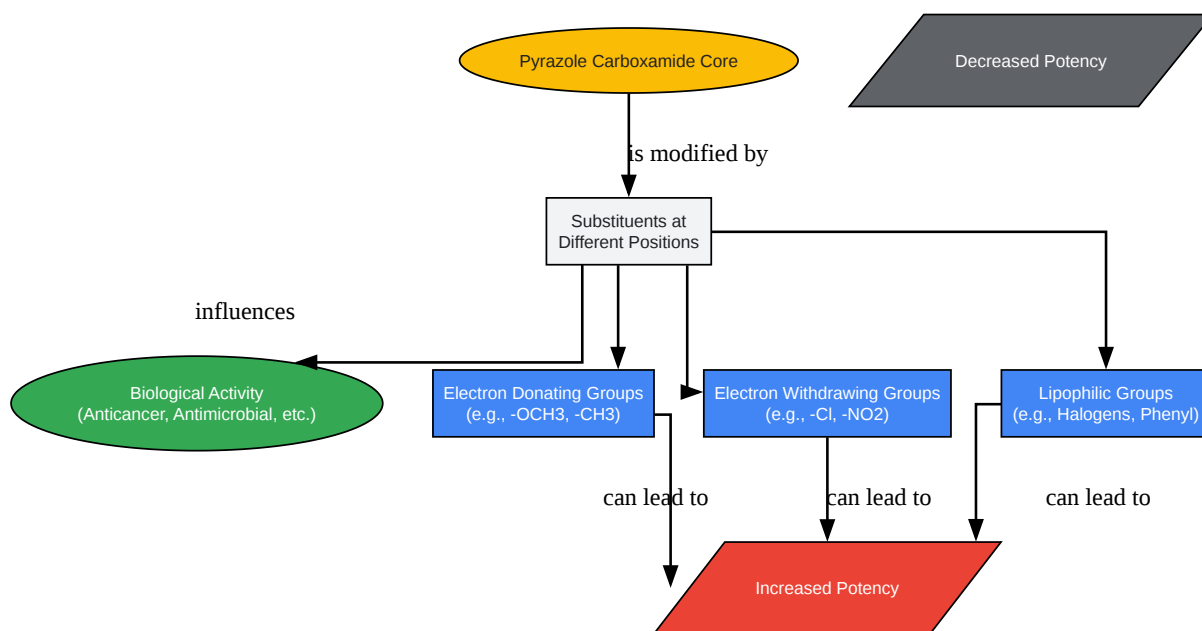 Pyrazole Carboxamide Core
Decreased Potency
is modified by
Substituents at
Different Positions
influences
Biological Activity
(Anticancer, Antimicrobial, etc.)
Electron Donating Groups
(e.g., -OCH3, -CH3)
Electron Withdrawing Groups
(e.g., -Cl, -NO2)
Lipophilic Groups
(e.g., Halogens, Phenyl)
can lead to
can lead to
can lead to
Increased Potency